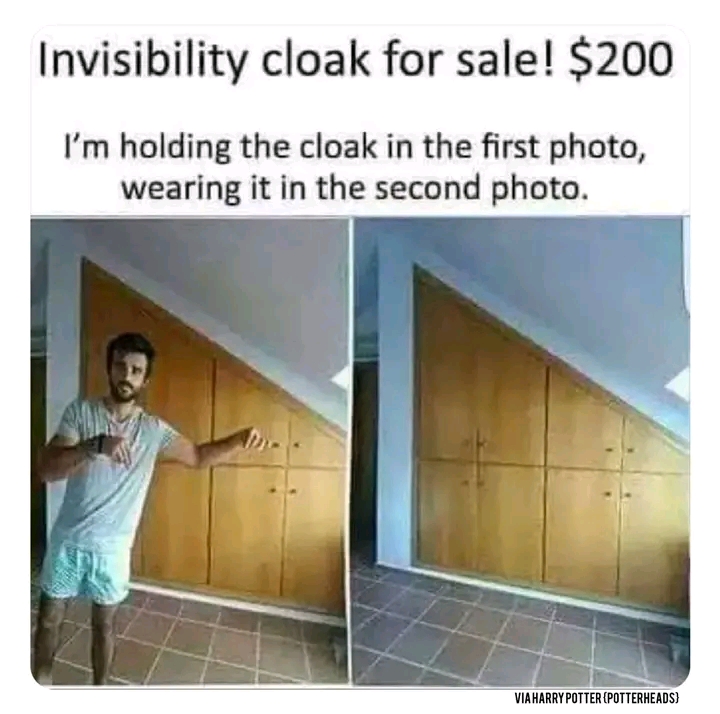 Invisibility cloak for sale! $200
I'm holding the cloak in the first photo,
wearing it in the second photo.
VIA HARRY POTTER (POTTERHEADS)